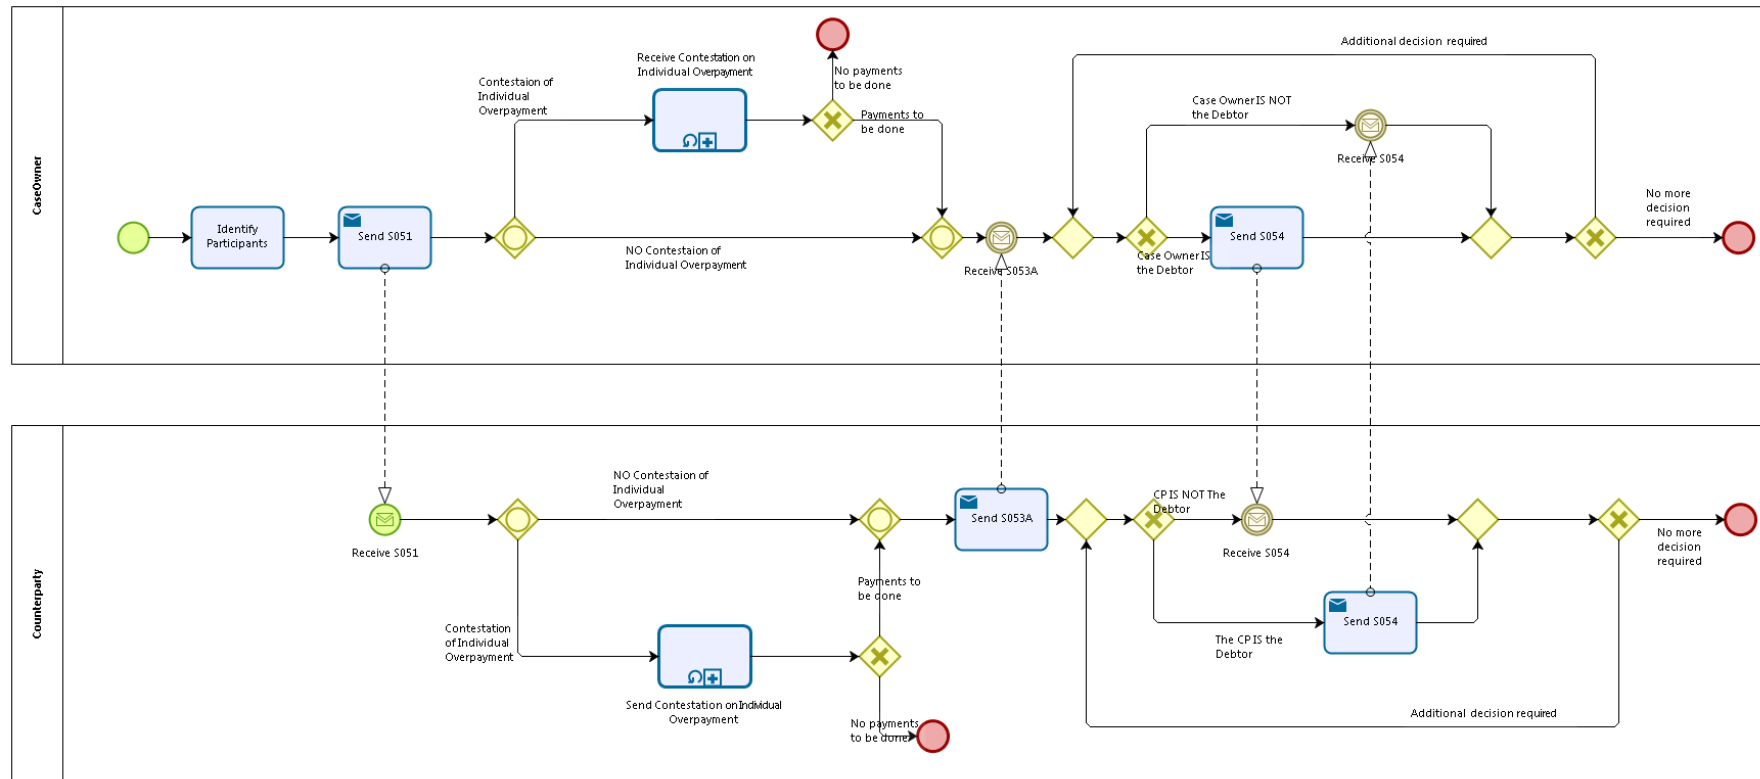 CaseOwner
Additional decision required
Receive Contestation on
Individual Overpayment
No payments
to be done
Contestaion of
Individual
Overpayment
Payments to
be done
Case Owner IS NOT
the Debtor
Receive S054
Identify
Participants
Send S051
NO Contestaion of
Individual Overpayment
Receive S053A
Case Owner IS
the Debtor
Send S054
No more
decision
required
Counterparty
NO Contestaion of
Individual
Overpayment
Receive S051
Send S053A
CP IS NOT The
Debtor
Receive S054
No more
decision
required
Payments to
be done
Contestation
of Individual
Overpayment
Send Contestation on Individual
Overpayment
No payments
to be done
The CP IS the
Debtor
Send S054
Additional decision required